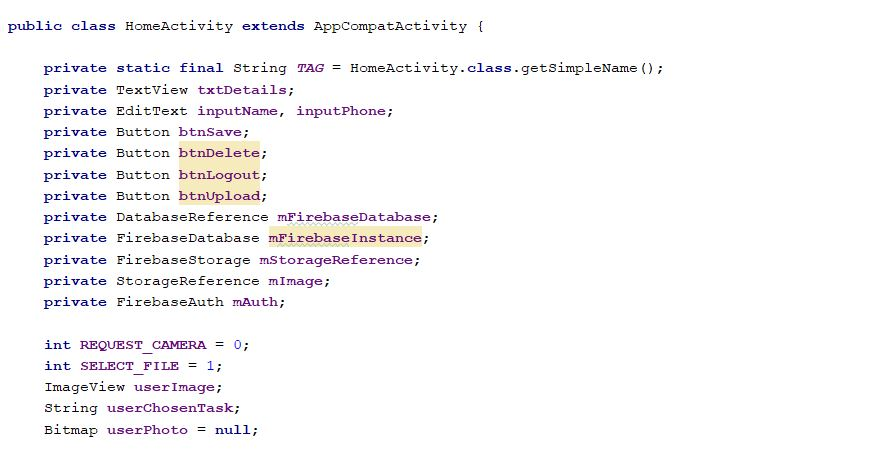 public class HomeActivity extends AppCompatActivity {
private static final String TAG = HomeActivity.class.getSimpleName();
private TextView txtDetails;
private EditText inputName, inputPhone;
private Button btnSave;
private Button btnDelete;
private Button btnLogout;
private Button btnUpload;
private DatabaseReference mFirebaseDatabase;
private FirebaseDatabase mFirebaseInstance;
private FirebaseStorage mStorageReference;
private StorageReference mImage;
private FirebaseAuth mAuth;
int REQUEST_CAMERA = 0;
int SELECT_FILE = 1;
ImageView userImage;
String userChosenTask;
Bitmap userPhoto = null;